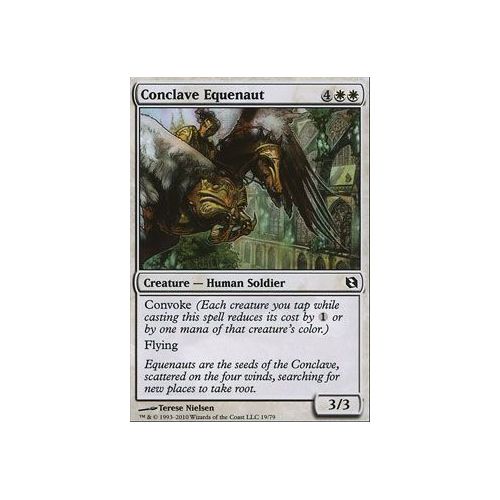 Conclave Equenaut 4
Creature — Human Soldier
Convoke (Each creature you tap while
casting this spell reduces its cost by 1 or
by one mana of that creature's color.)
Flying
Equenauts are the seeds of the Conclave,
scattered on the four winds, searching for
new places to take root.
Terese Nielsen
3/3
™ & © 1993–2010 Wizards of the Coast LLC 19/79